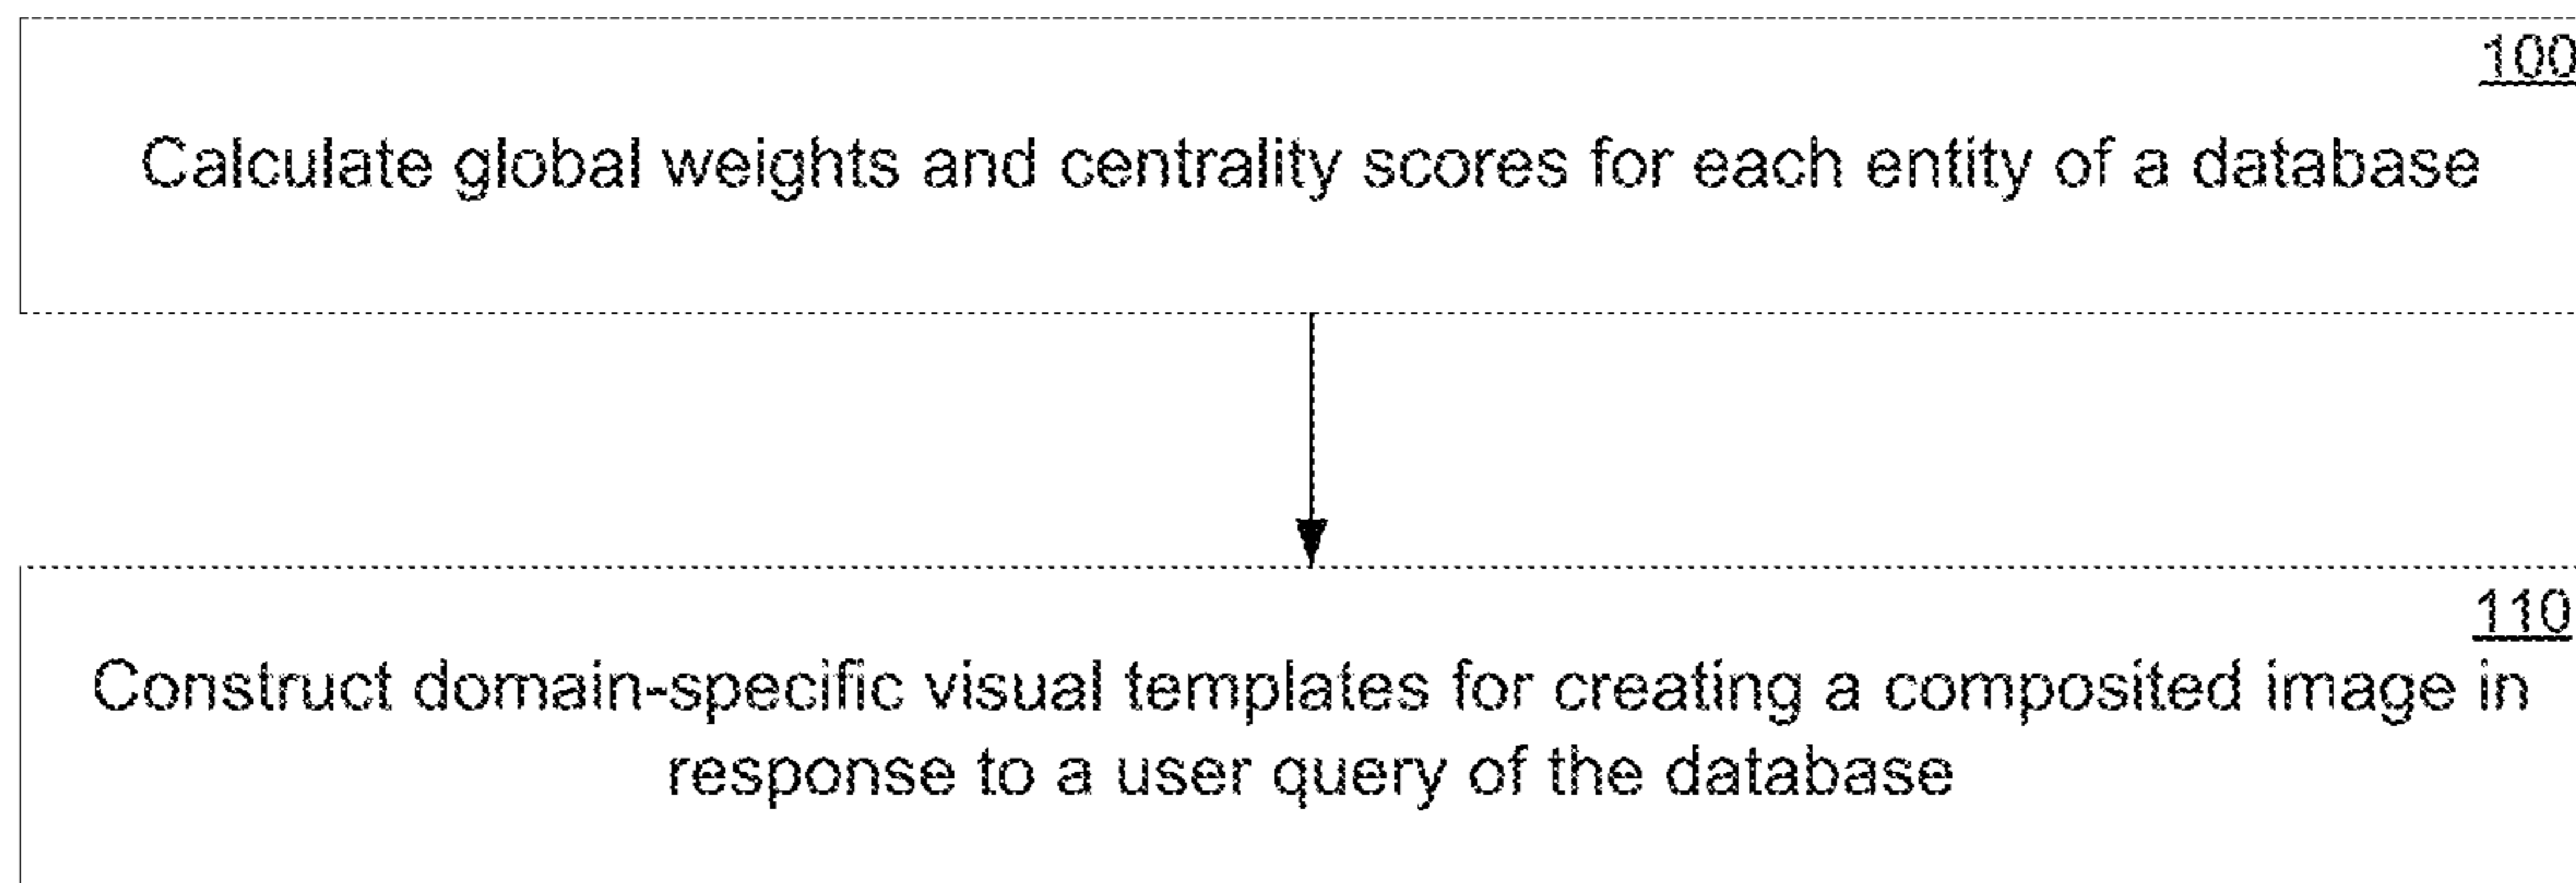 100
Calculate global weights and centrality scores for each entity of a database
110
Construct domain-specific visual templates for creating a composited image in
response to a user query of the database